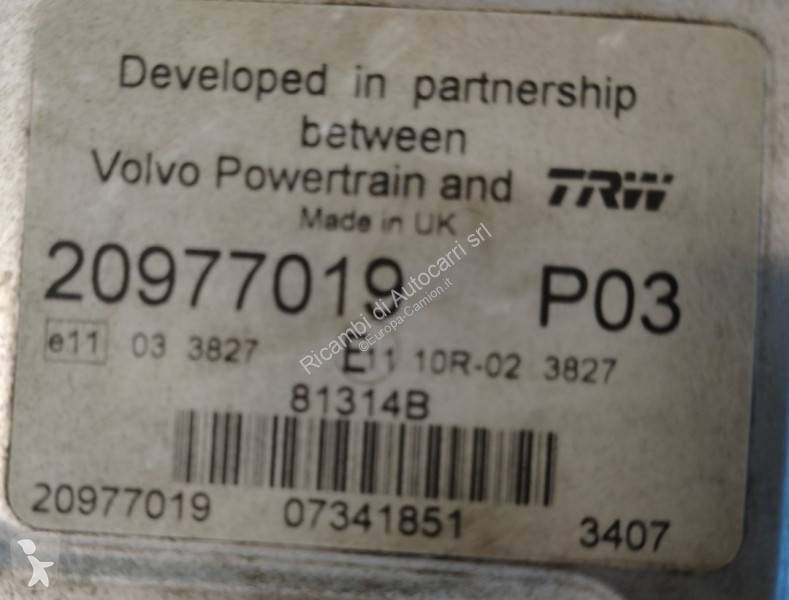 Developed in partnership
between
Volvo Powertrain and TRW
Made in UK
20977019 P03
e11 03 3827 E11 10R-02 3827
81314B
20977019 07341851 3407
Ricambi di Autocarri srl
©Europa-Camion.it